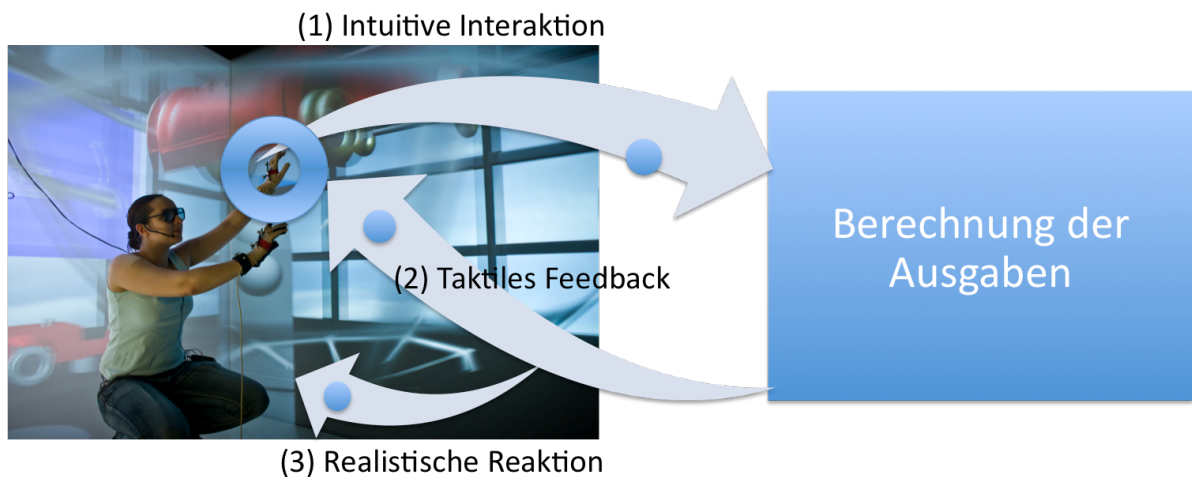 (1) Intuitive Interaktion
Berechnung der
Ausgaben
(2) Taktiles Feedback
(3) Realistische Reaktion